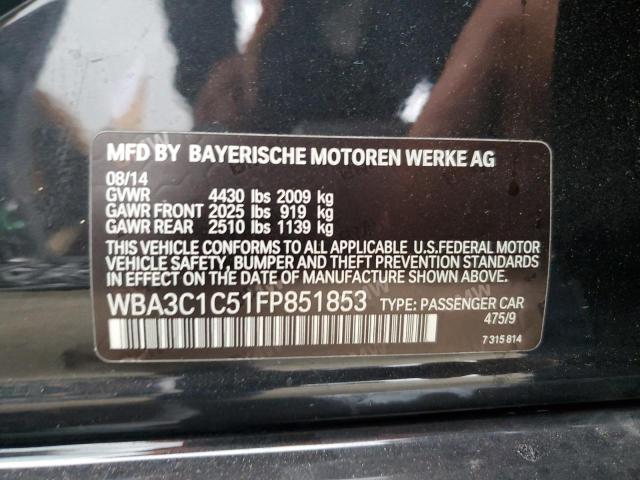 MFD BY BAYERISCHE MOTOREN WERKE AG
08/14
GVWR 4430 lbs 2009 kg
GAWR FRONT 2025 lbs 919 kg
GAWR REAR 2510 lbs 1139 kg
THIS VEHICLE CONFORMS TO ALL APPLICABLE U.S.FEDERAL MOTOR
VEHICLE SAFETY, BUMPER AND THEFT PREVENTION STANDARDS
IN EFFECT ON THE DATE OF MANUFACTURE SHOWN ABOVE.
WBA3C1C51FP851853 TYPE: PASSENGER CAR
475/9
7 315 814